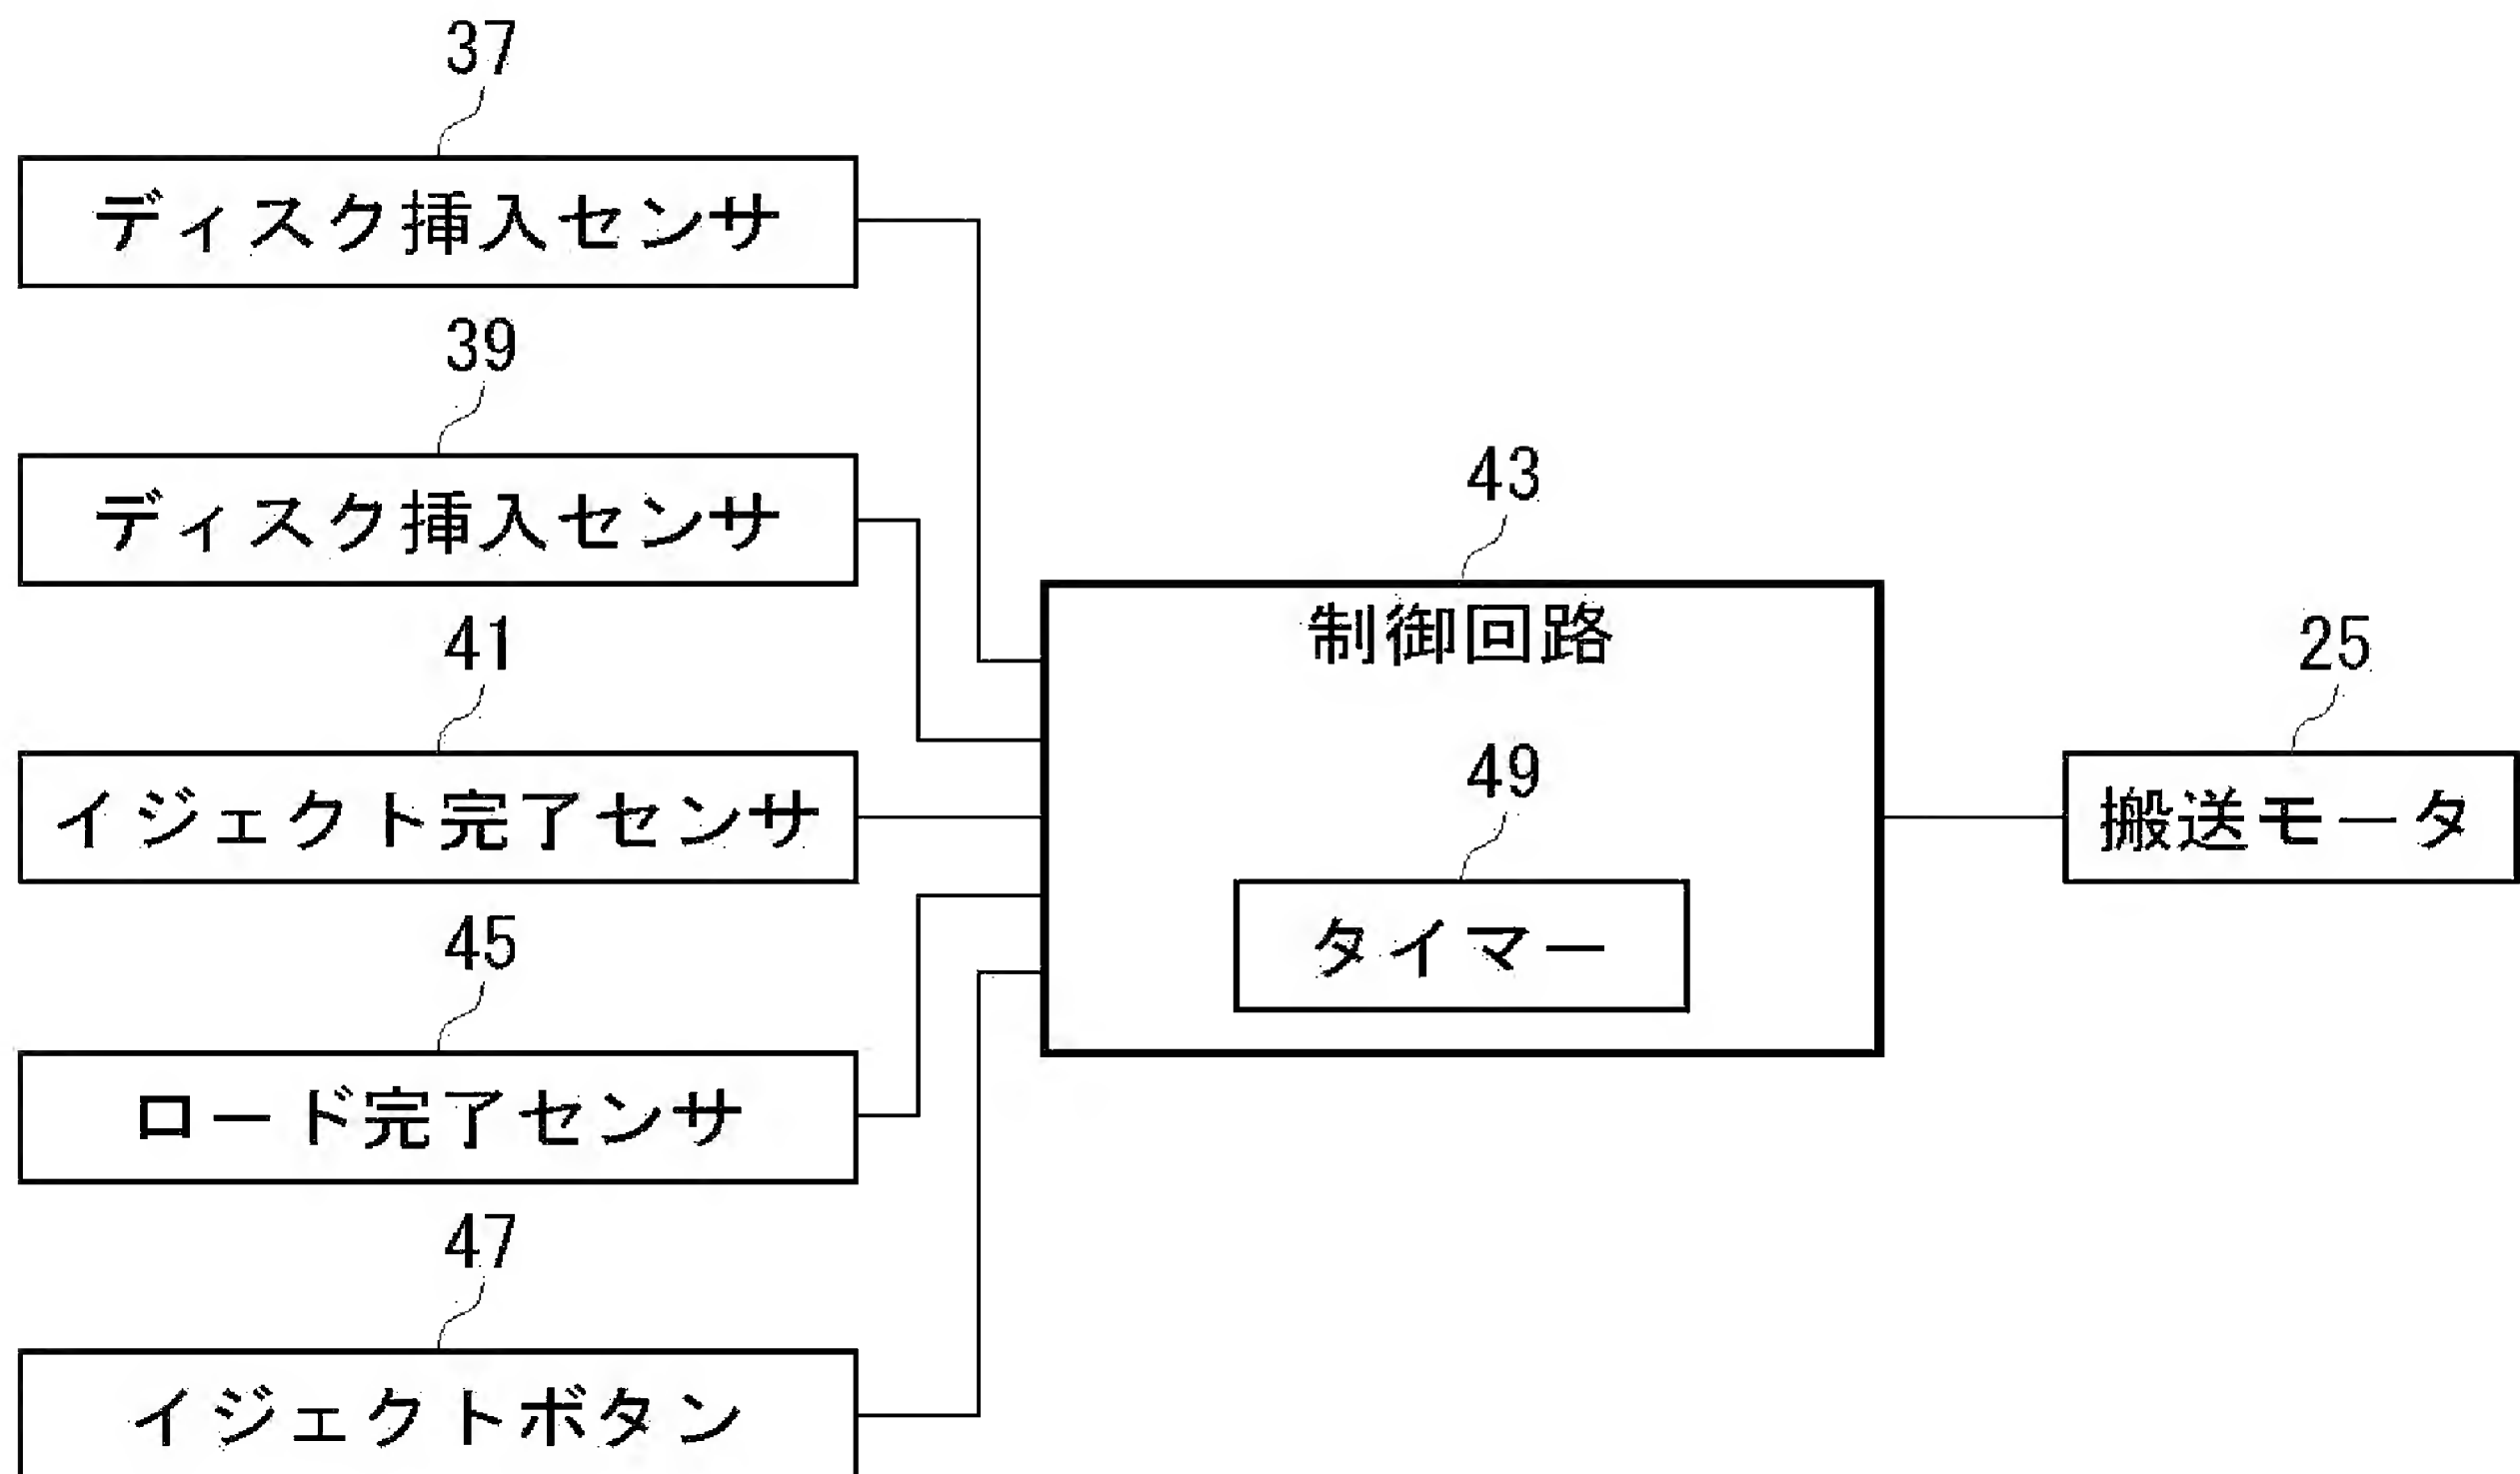 37
ディスク挿入センサ
39
ディスク挿入センサ
41
イジェクト完了センサ
45
ロード完了センサ
47
イジェクトボタン
43
制御回路
49
タイマー
25
搬送モータ